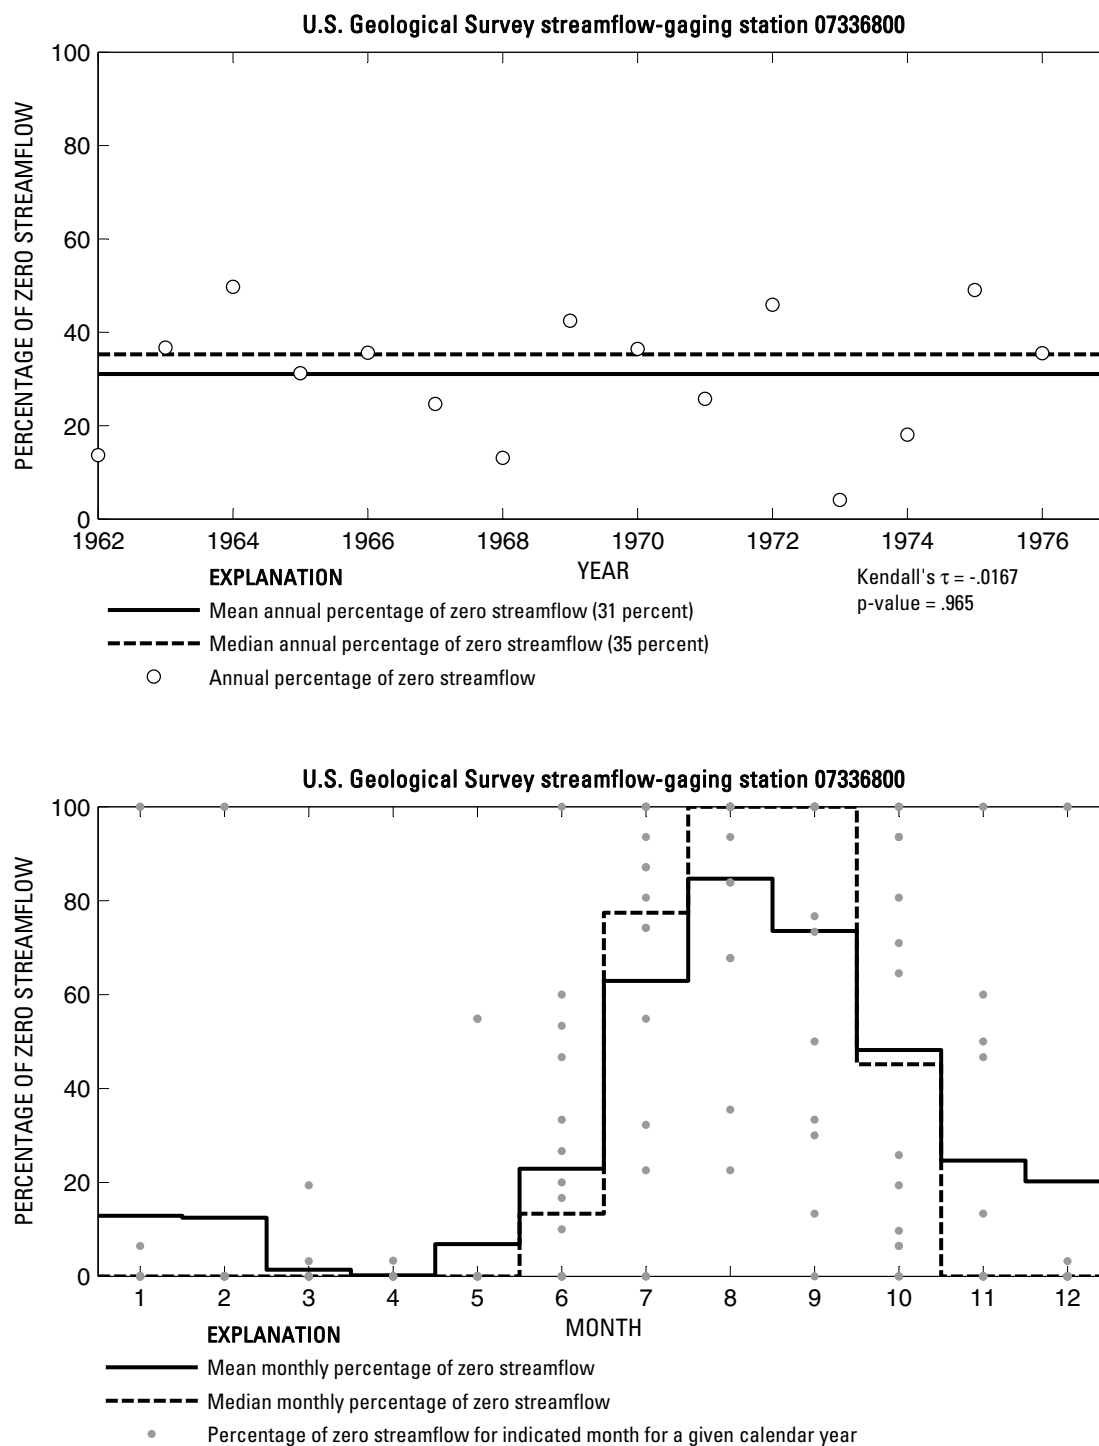 U.S. Geological Survey streamflow-gaging station 07336800
PERCENTAGE OF ZERO STREAMFLOW
100
80
60
40
20
0
1962 1964 1966 1968 1970 1972 1974 1976
YEAR
Kendall's τ = -.0167
p-value = .965
EXPLANATION
Mean annual percentage of zero streamflow (31 percent)
Median annual percentage of zero streamflow (35 percent)
Annual percentage of zero streamflow
U.S. Geological Survey streamflow-gaging station 07336800
PERCENTAGE OF ZERO STREAMFLOW
100
80
60
40
20
0
1 2 3 4 5 6 7 8 9 10 11 12
MONTH
EXPLANATION
Mean monthly percentage of zero streamflow
Median monthly percentage of zero streamflow
Percentage of zero streamflow for indicated month for a given calendar year